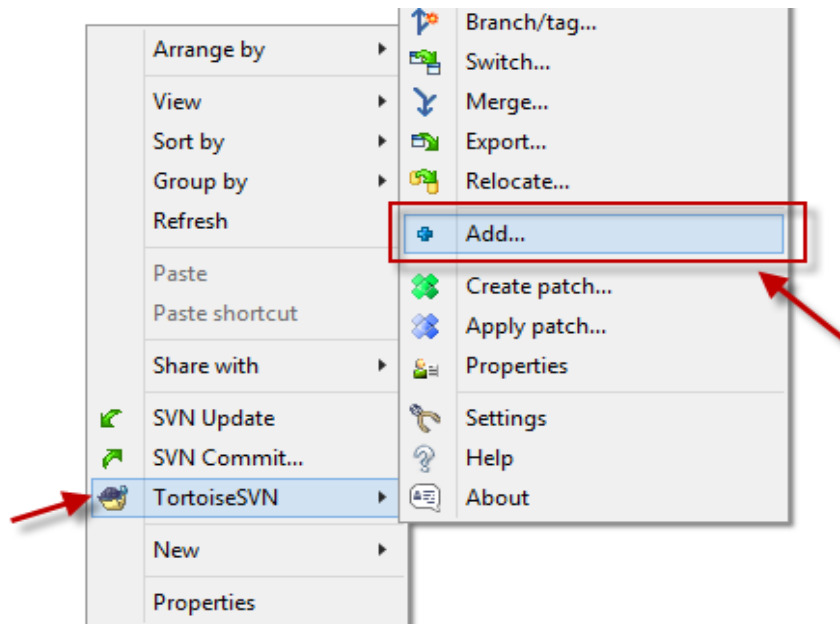 Arrange by
View
Sort by
Group by
Refresh
Paste
Paste shortcut
Share with
SVN Update
SVN Commit...
TortoiseSVN
New
Properties
Branch/tag...
Switch...
Merge...
Export...
Relocate...
Add...
Create patch...
Apply patch...
Properties
Settings
Help
About